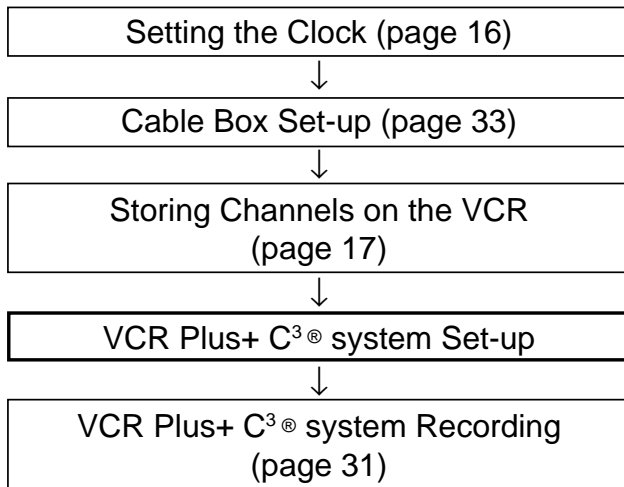 Setting the Clock (page 16)
↓
Cable Box Set-up (page 33)
↓
Storing Channels on the VCR
(page 17)
↓
VCR Plus+ C³® system Set-up
↓
VCR Plus+ C³® system Recording
(page 31)